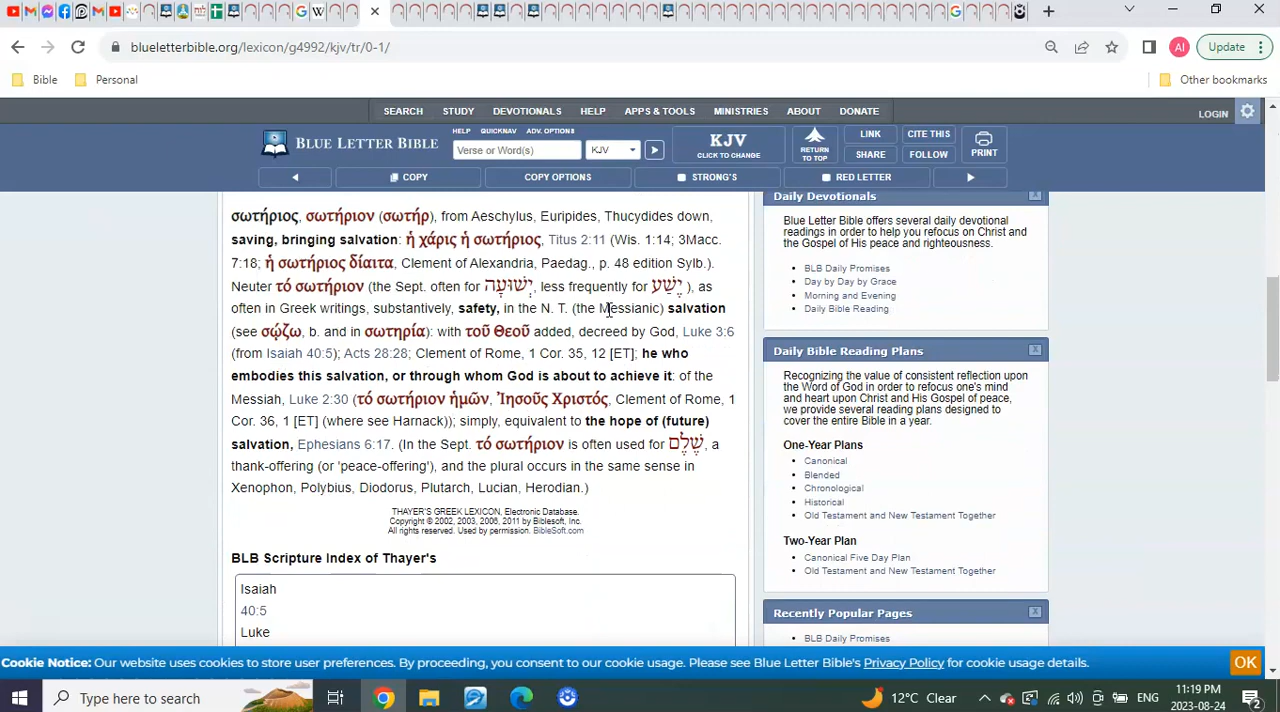 blueletterbible.org/lexicon/g4992/kjv/tr/0-1/
AI
Update
Bible
Personal
Other bookmarks
SEARCH STUDY DEVOTIONALS HELP APPS & TOOLS MINISTRIES ABOUT DONATE
LOGIN
BLUE LETTER BIBLE
HELP QUICKNAV ADV. OPTIONS
Verse or Word(s) KJV
KJV
CLICK TO CHANGE
RETURN
TO TOP
LINK
CITE THIS
SHARE
FOLLOW
PRINT
COPY
COPY OPTIONS
STRONG'S
RED LETTER
σωτήριος, σωτήριον (σωτήρ), from Aeschylus, Euripides, Thucydides down,
saving, bringing salvation: ἡ χάρις ἡ σωτήριος, Titus 2:11 (Wis. 1:14; 3Macc.
7:18; ἡ σωτήριος δίαιτα, Clement of Alexandria, Paedag., p. 48 edition Sylb.).
Neuter τό σωτήριον (the Sept. often for יְשׁוּעָה, less frequently for יֶשַׁע ), as
often in Greek writings, substantively, safety, in the N. T. (the Messianic) salvation
(see σῴζω, b. and in σωτηρία): with τοῦ Θεοῦ added, decreed by God, Luke 3:6
(from Isaiah 40:5); Acts 28:28; Clement of Rome, 1 Cor. 35, 12 [ET]; he who
embodies this salvation, or through whom God is about to achieve it: of the
Messiah, Luke 2:30 (τό σωτήριον ἡμῶν, Ἰησοῦς Χριστός, Clement of Rome, 1
Cor. 36, 1 [ET] (where see Harnack)); simply, equivalent to the hope of (future)
salvation, Ephesians 6:17. (In the Sept. τό σωτήριον is often used for שֶׁלֶם, a
thank-offering (or 'peace-offering'), and the plural occurs in the same sense in
Xenophon, Polybius, Diodorus, Plutarch, Lucian, Herodian.)
THAYER'S GREEK LEXICON, Electronic Database.
Copyright © 2002, 2003, 2006, 2011 by Biblesoft, Inc.
All rights reserved. Used by permission. BibleSoft.com
BLB Scripture Index of Thayer's
Isaiah
40:5
Luke
Daily Devotionals
Blue Letter Bible offers several daily devotional
readings in order to help you refocus on Christ and
the Gospel of His peace and righteousness.
BLB Daily Promises
Day by Day by Grace
Morning and Evening
Daily Bible Reading
Daily Bible Reading Plans
Recognizing the value of consistent reflection upon
the Word of God in order to refocus one's mind
and heart upon Christ and His Gospel of peace,
we provide several reading plans designed to
cover the entire Bible in a year.
One-Year Plans
Canonical
Blended
Chronological
Historical
Old Testament and New Testament Together
Two-Year Plan
Canonical Five Day Plan
Old Testament and New Testament Together
Recently Popular Pages
BLB Daily Promises
Cookie Notice: Our website uses cookies to store user preferences. By proceeding, you consent to our cookie usage. Please see Blue Letter Bible's Privacy Policy for cookie usage details.
OK
Type here to search
12°C Clear
ENG
11:19 PM
2023-08-24
2